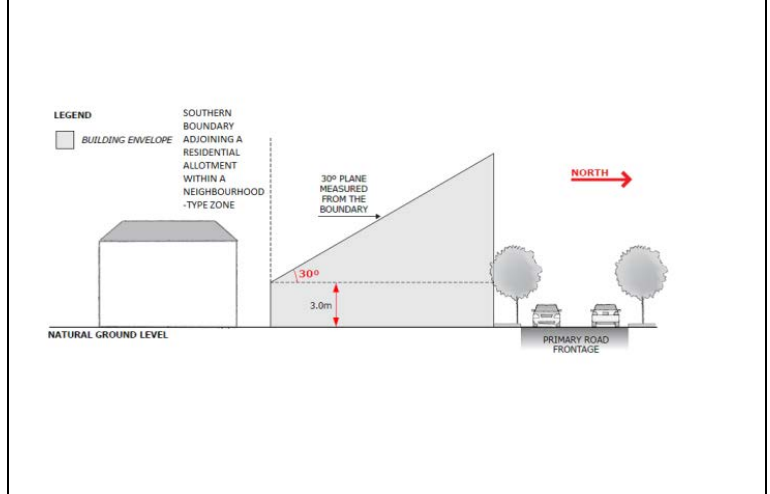 LEGEND
BUILDING ENVELOPE
SOUTHERN
BOUNDARY
ADJOINING A
RESIDENTIAL
ALLOTMENT
WITHIN A
NEIGHBOURHOOD
-TYPE ZONE
30º PLANE
MEASURED
FROM THE
BOUNDARY
NORTH
30º
3.0m
NATURAL GROUND LEVEL
PRIMARY ROAD
FRONTAGE